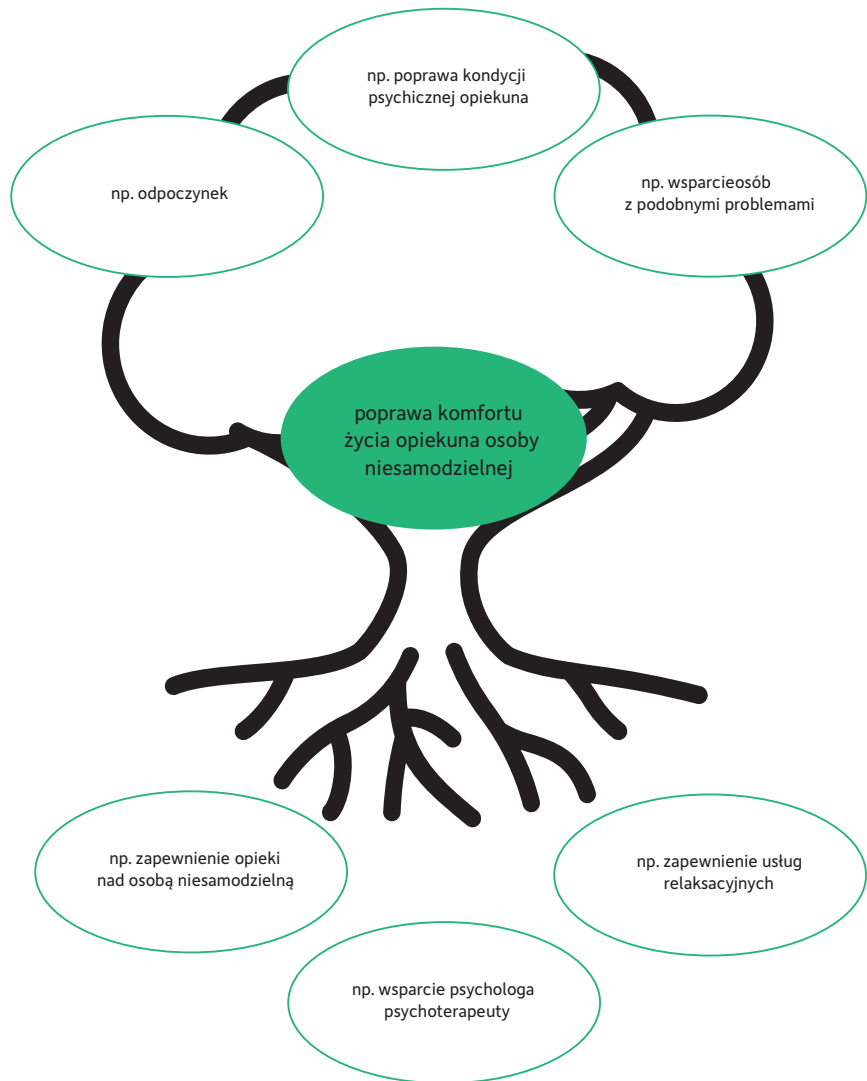 np. poprawa kondycji
psychicznej opiekuna
np. odpoczynek
np. wsparcieosób
z podobnymi problemami
poprawa komfortu
życia opiekuna osoby
niesamodzielnej
np. zapewnienie opieki
nad osobą niesamodzielną
np. zapewnienie usług
relaksacyjnych
np. wsparcie psychologa
psychoterapeuty